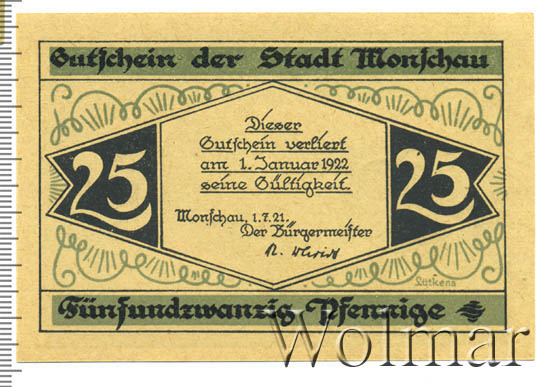 Gutschein der Stadt Monschau
25
Dieser
Gutschein verliert
am 1. Januar 1922
seine Gültigkeit.
25
Monschau, 1.7.21.
Der Bürgermeister
Lütkens
Fünfundzwanzig Pfennige
Wolmar